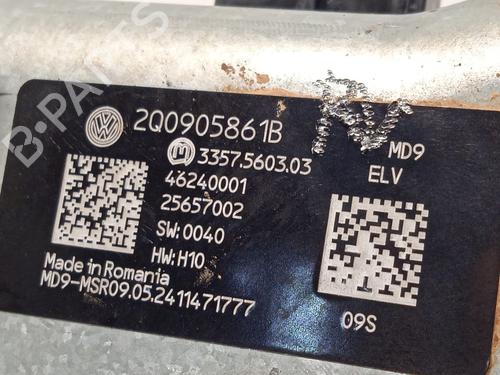 2Q0905861B
3357.5603.03
46240001
25657002
SW:0040
HW:H10
Made in Romania
MD9-MSR09.05.2411471777
MD9
ELV
09S
B-PARTS